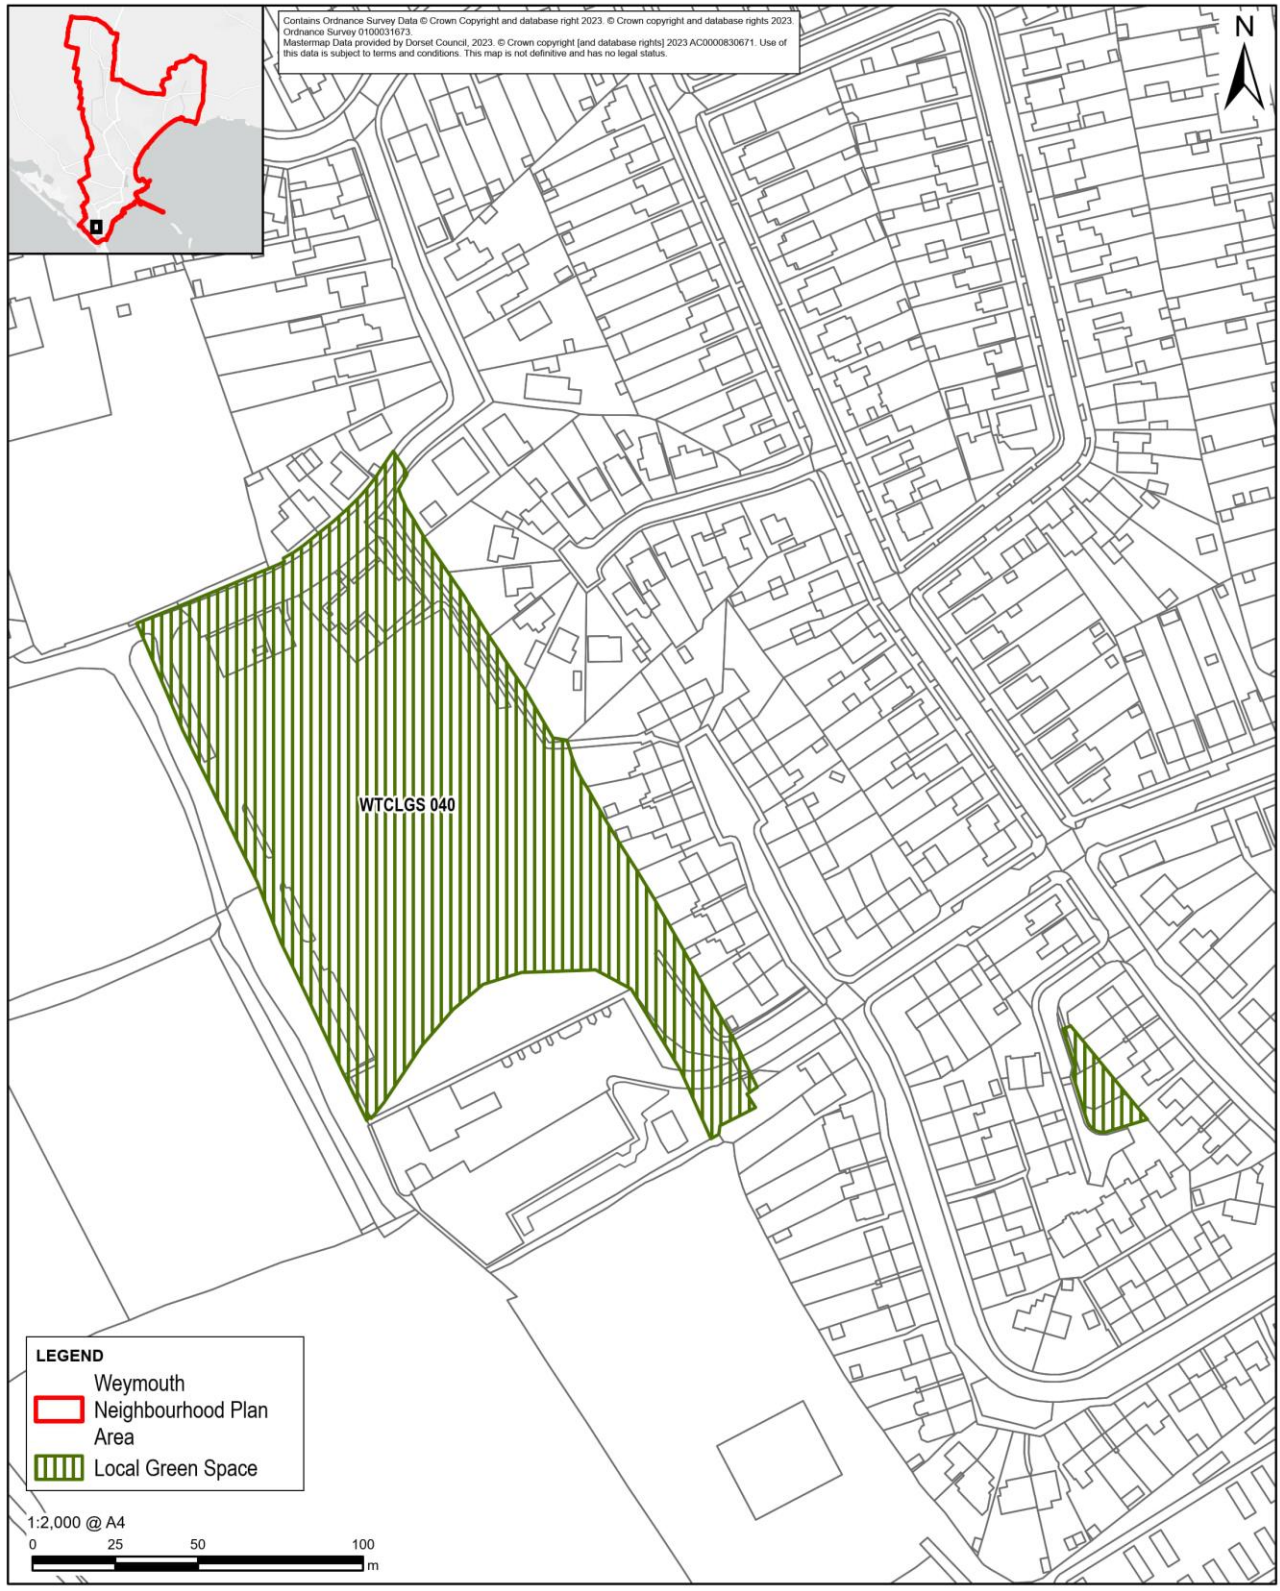 Contains Ordnance Survey Data © Crown Copyright and database right 2023. © Crown copyright and database rights 2023.
Ordnance Survey 0100031673.
Mastermap Data provided by Dorset Council, 2023. © Crown copyright [and database rights] 2023 AC0000830671. Use of
this data is subject to terms and conditions. This map is not definitive and has no legal status.
N
WTCLGS 040
LEGEND
Weymouth
Neighbourhood Plan
Area
Local Green Space
1:2,000 @ A4
0 25 50 100
m